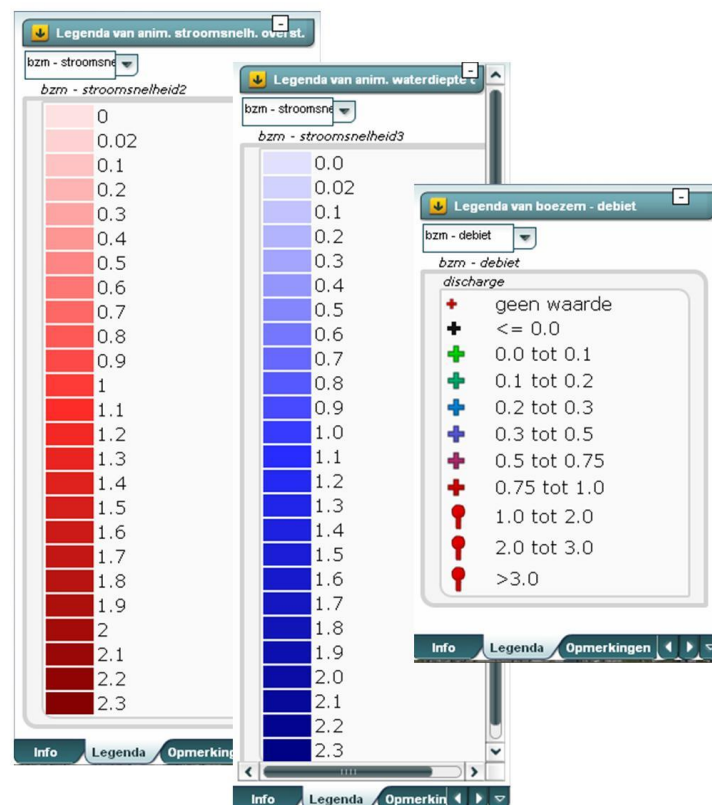 Legenda van anim. stroomsnelh. overst.
bzm - stroomsne
bzm - stroomsnelheid2
0
0.02
0.1
0.2
0.3
0.4
0.5
0.6
0.7
0.8
0.9
1
1.1
1.2
1.3
1.4
1.5
1.6
1.7
1.8
1.9
2
2.1
2.2
2.3
Info
Legenda
Opmerking
Legenda van anim. waterdiepte
bzm - stroomsne
bzm - stroomsnelheid3
0.0
0.02
0.1
0.2
0.3
0.4
0.5
0.6
0.7
0.8
0.9
1.0
1.1
1.2
1.3
1.4
1.5
1.6
1.7
1.8
1.9
2.0
2.1
2.2
2.3
Info
Legenda
Opmerkin
Legenda van boezem - debiet
bzm - debiet
bzm - debiet
discharge
geen waarde
<= 0.0
0.0 tot 0.1
0.1 tot 0.2
0.2 tot 0.3
0.3 tot 0.5
0.5 tot 0.75
0.75 tot 1.0
1.0 tot 2.0
2.0 tot 3.0
>3.0
Info
Legenda
Opmerkingen